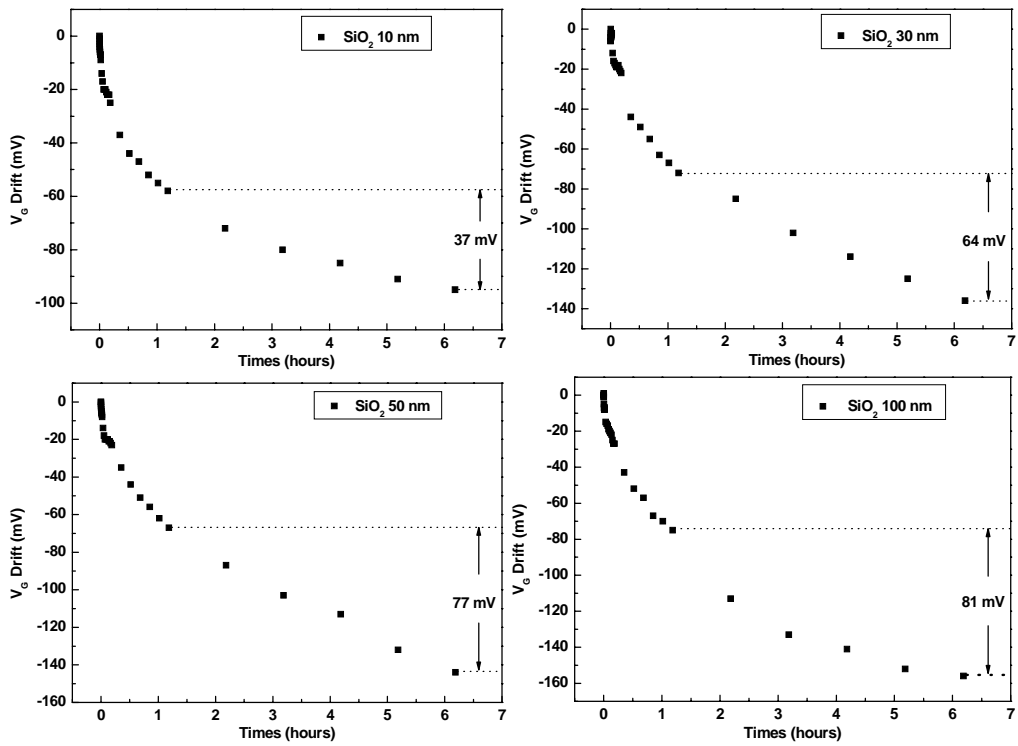 SiO₂ 10 nm
0
-20
-40
-60
-80
-100
V_G Drift (mV)
37 mV
0 1 2 3 4 5 6 7
Times (hours)
SiO₂ 30 nm
0
-20
-40
-60
-80
-100
-120
-140
V_G Drift (mV)
64 mV
0 1 2 3 4 5 6 7
Times (hours)
SiO₂ 50 nm
0
-20
-40
-60
-80
-100
-120
-140
-160
V_G Drift (mV)
77 mV
0 1 2 3 4 5 6 7
Times (hours)
SiO₂ 100 nm
0
-20
-40
-60
-80
-100
-120
-140
-160
V_G Drift (mV)
81 mV
0 1 2 3 4 5 6 7
Times (hours)